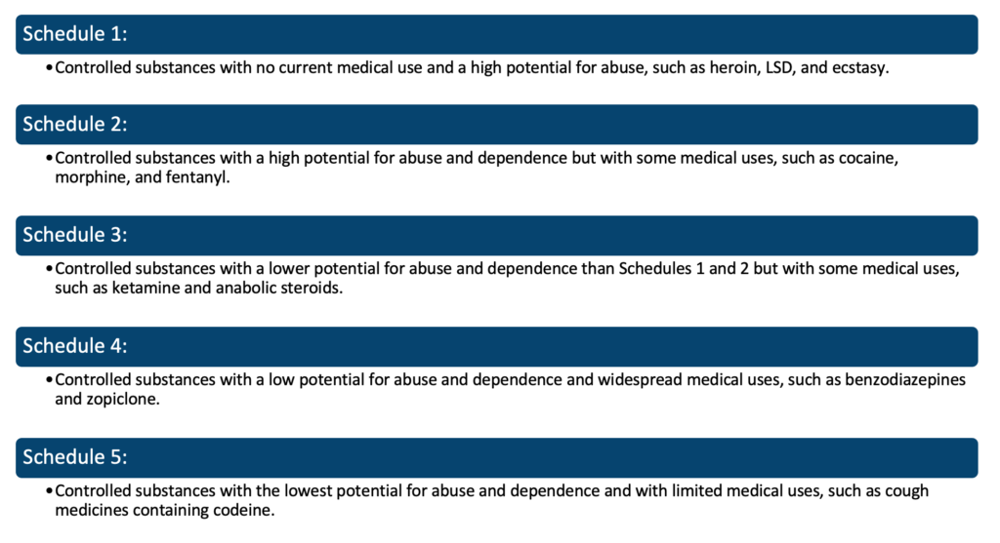 Schedule 1:
•Controlled substances with no current medical use and a high potential for abuse, such as heroin, LSD, and ecstasy.
Schedule 2:
•Controlled substances with a high potential for abuse and dependence but with some medical uses, such as cocaine,
morphine, and fentanyl.
Schedule 3:
•Controlled substances with a lower potential for abuse and dependence than Schedules 1 and 2 but with some medical uses,
such as ketamine and anabolic steroids.
Schedule 4:
•Controlled substances with a low potential for abuse and dependence and widespread medical uses, such as benzodiazepines
and zopiclone.
Schedule 5:
•Controlled substances with the lowest potential for abuse and dependence and with limited medical uses, such as cough
medicines containing codeine.